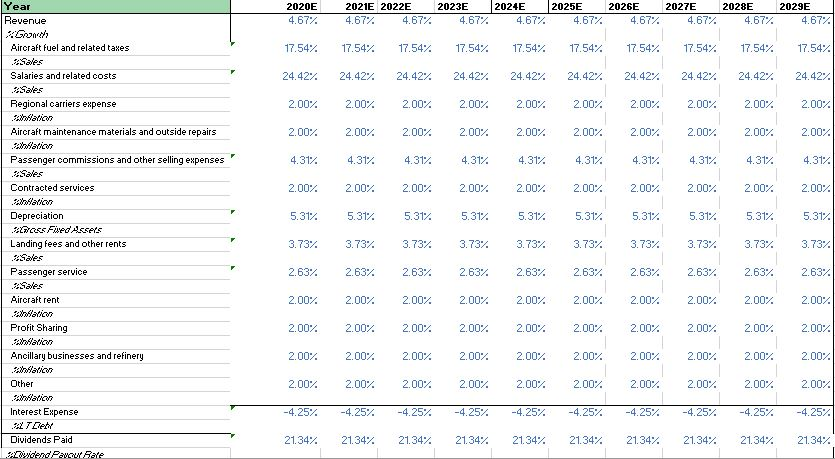 Year 2020E 2021E 2022E 2023E 2024E 2025E 2026E 2027E 2028E 2029E
Revenue 4.67% 4.67% 4.67% 4.67% 4.67% 4.67% 4.67% 4.67% 4.67% 4.67%
%Growth
Aircraft fuel and related taxes 17.54% 17.54% 17.54% 17.54% 17.54% 17.54% 17.54% 17.54% 17.54% 17.54%
%Sales
Salaries and related costs 24.42% 24.42% 24.42% 24.42% 24.42% 24.42% 24.42% 24.42% 24.42% 24.42%
%Sales
Regional carriers expense 2.00% 2.00% 2.00% 2.00% 2.00% 2.00% 2.00% 2.00% 2.00% 2.00%
%Inflation
Aircraft maintenance materials and outside repairs 2.00% 2.00% 2.00% 2.00% 2.00% 2.00% 2.00% 2.00% 2.00% 2.00%
%Inflation
Passenger commissions and other selling expenses 4.31% 4.31% 4.31% 4.31% 4.31% 4.31% 4.31% 4.31% 4.31% 4.31%
%Sales
Contracted services 2.00% 2.00% 2.00% 2.00% 2.00% 2.00% 2.00% 2.00% 2.00% 2.00%
%Inflation
Depreciation 5.31% 5.31% 5.31% 5.31% 5.31% 5.31% 5.31% 5.31% 5.31% 5.31%
%Gross Fixed Assets
Landing fees and other rents 3.73% 3.73% 3.73% 3.73% 3.73% 3.73% 3.73% 3.73% 3.73% 3.73%
%Sales
Passenger service 2.63% 2.63% 2.63% 2.63% 2.63% 2.63% 2.63% 2.63% 2.63% 2.63%
%Sales
Aircraft rent 2.00% 2.00% 2.00% 2.00% 2.00% 2.00% 2.00% 2.00% 2.00% 2.00%
%Inflation
Profit Sharing 2.00% 2.00% 2.00% 2.00% 2.00% 2.00% 2.00% 2.00% 2.00% 2.00%
%Inflation
Ancillary businesses and refinery 2.00% 2.00% 2.00% 2.00% 2.00% 2.00% 2.00% 2.00% 2.00% 2.00%
%Inflation
Other 2.00% 2.00% 2.00% 2.00% 2.00% 2.00% 2.00% 2.00% 2.00% 2.00%
%Inflation
Interest Expense -4.25% -4.25% -4.25% -4.25% -4.25% -4.25% -4.25% -4.25% -4.25% -4.25%
%LT Debt
Dividends Paid 21.34% 21.34% 21.34% 21.34% 21.34% 21.34% 21.34% 21.34% 21.34% 21.34%
%Dividend Payout Rate